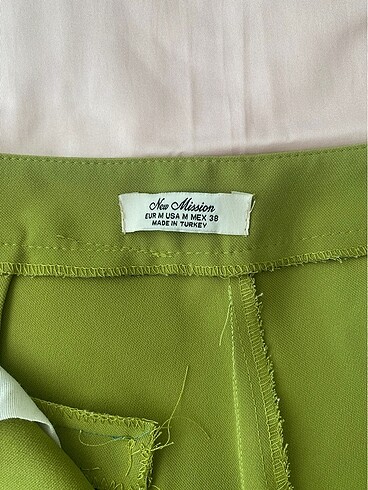 New Mission
EUR M USA M MEX 38
MADE IN TURKEY